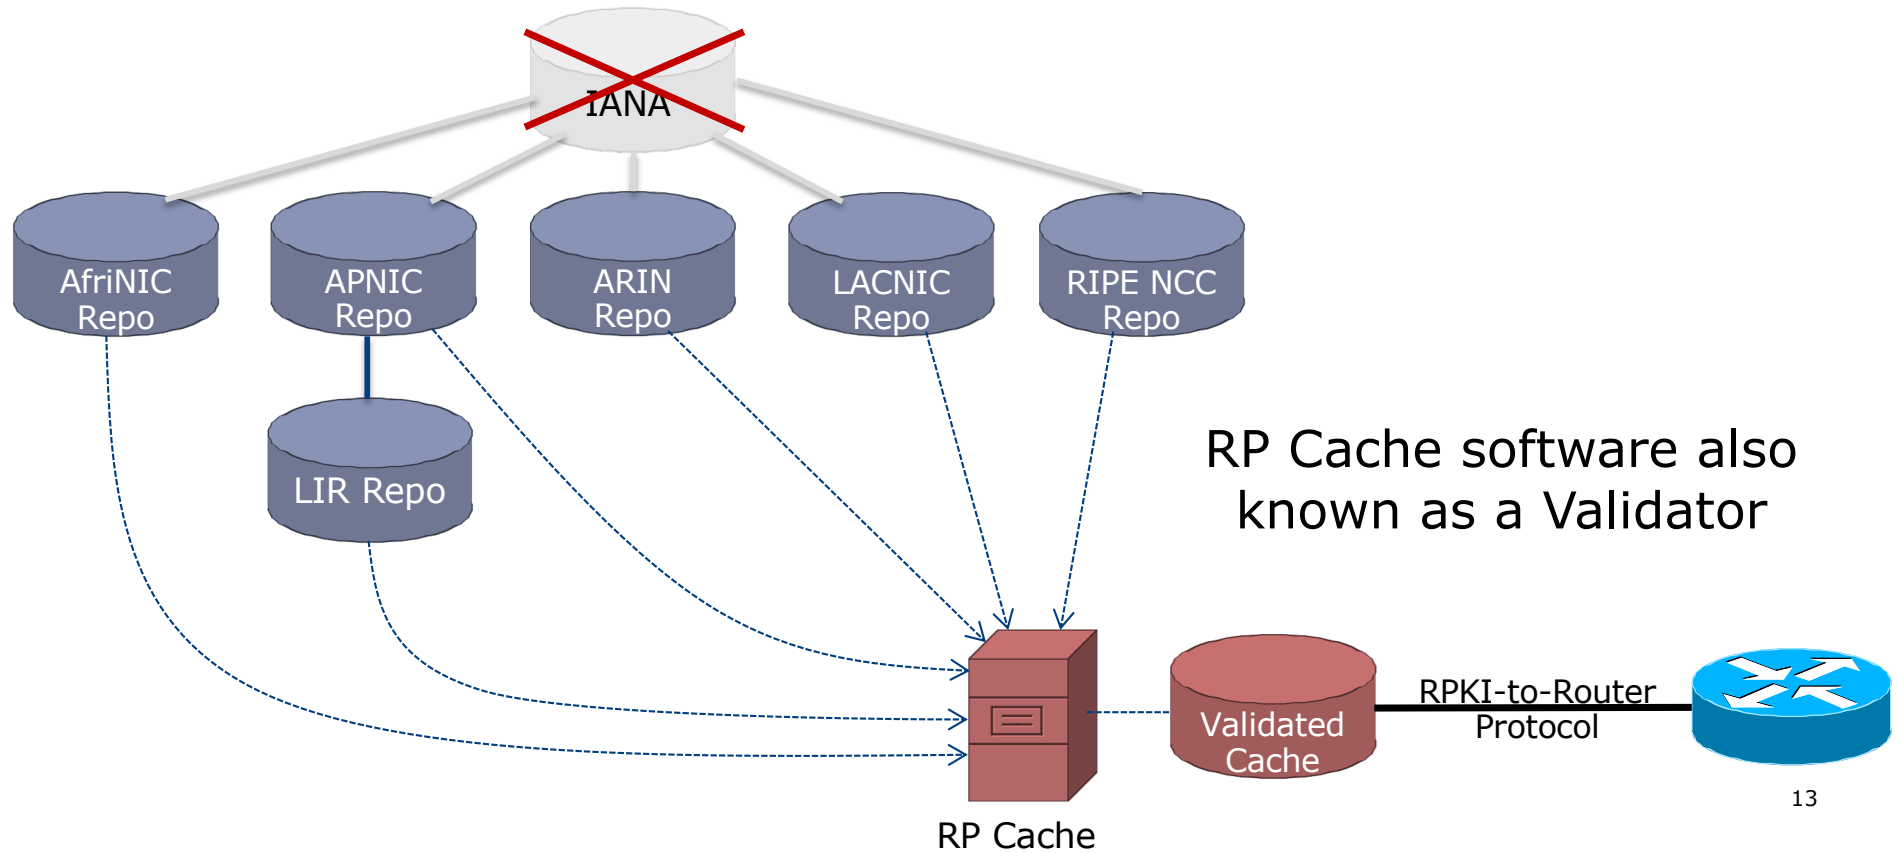 IANA
AfriNIC
Repo
APNIC
Repo
ARIN
Repo
LACNIC
Repo
RIPE NCC
Repo
LIR Repo
RP Cache software also
known as a Validator
RPKI-to-Router
Protocol
Validated
Cache
RP Cache
13